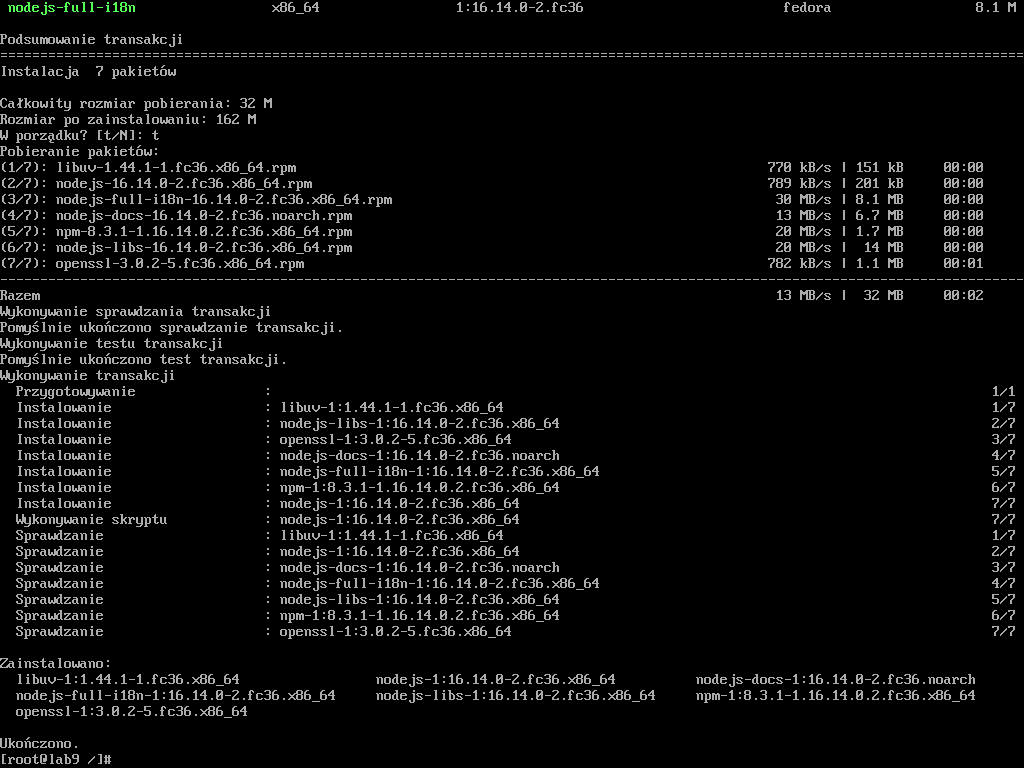 nodejs-full-i18n x86_64 1:16.14.0-2.fc36 fedora 8.1 M
Podsumowanie transakcji
================================================================================================================================
Instalacja  7 pakietów
Całkowity rozmiar pobierania: 32 M
Rozmiar po zainstalowaniu: 162 M
W porządku? [t/N]: t
Pobieranie pakietów:
(1/7): libuv-1.44.1-1.fc36.x86_64.rpm 770 kB/s | 151 kB 00:00
(2/7): nodejs-16.14.0-2.fc36.x86_64.rpm 789 kB/s | 201 kB 00:00
(3/7): nodejs-full-i18n-16.14.0-2.fc36.x86_64.rpm 30 MB/s | 8.1 MB 00:00
(4/7): nodejs-docs-16.14.0-2.fc36.noarch.rpm 13 MB/s | 6.7 MB 00:00
(5/7): npm-8.3.1-1.16.14.0.2.fc36.x86_64.rpm 20 MB/s | 1.7 MB 00:00
(6/7): nodejs-libs-16.14.0-2.fc36.x86_64.rpm 20 MB/s | 14 MB 00:00
(7/7): openssl-3.0.2-5.fc36.x86_64.rpm 782 kB/s | 1.1 MB 00:01
--------------------------------------------------------------------------------------------------------------------------------
Razem 13 MB/s | 32 MB 00:02
Wykonywanie sprawdzania transakcji
Pomyślnie ukończono sprawdzanie transakcji.
Wykonywanie testu transakcji
Pomyślnie ukończono test transakcji.
Wykonywanie transakcji
Przygotowywanie : 1/1
Instalowanie : libuv-1:1.44.1-1.fc36.x86_64 1/7
Instalowanie : nodejs-libs-1:16.14.0-2.fc36.x86_64 2/7
Instalowanie : openssl-1:3.0.2-5.fc36.x86_64 3/7
Instalowanie : nodejs-docs-1:16.14.0-2.fc36.noarch 4/7
Instalowanie : nodejs-full-i18n-1:16.14.0-2.fc36.x86_64 5/7
Instalowanie : npm-1:8.3.1-1.16.14.0.2.fc36.x86_64 6/7
Instalowanie : nodejs-1:16.14.0-2.fc36.x86_64 7/7
Wykonywanie skryptu : nodejs-1:16.14.0-2.fc36.x86_64 7/7
Sprawdzanie : libuv-1:1.44.1-1.fc36.x86_64 1/7
Sprawdzanie : nodejs-1:16.14.0-2.fc36.x86_64 2/7
Sprawdzanie : nodejs-docs-1:16.14.0-2.fc36.noarch 3/7
Sprawdzanie : nodejs-full-i18n-1:16.14.0-2.fc36.x86_64 4/7
Sprawdzanie : nodejs-libs-1:16.14.0-2.fc36.x86_64 5/7
Sprawdzanie : npm-1:8.3.1-1.16.14.0.2.fc36.x86_64 6/7
Sprawdzanie : openssl-1:3.0.2-5.fc36.x86_64 7/7
Zainstalowano:
libuv-1:1.44.1-1.fc36.x86_64 nodejs-1:16.14.0-2.fc36.x86_64 nodejs-docs-1:16.14.0-2.fc36.noarch
nodejs-full-i18n-1:16.14.0-2.fc36.x86_64 nodejs-libs-1:16.14.0-2.fc36.x86_64 npm-1:8.3.1-1.16.14.0.2.fc36.x86_64
openssl-1:3.0.2-5.fc36.x86_64
Ukończono.
[root@lab9 /]#